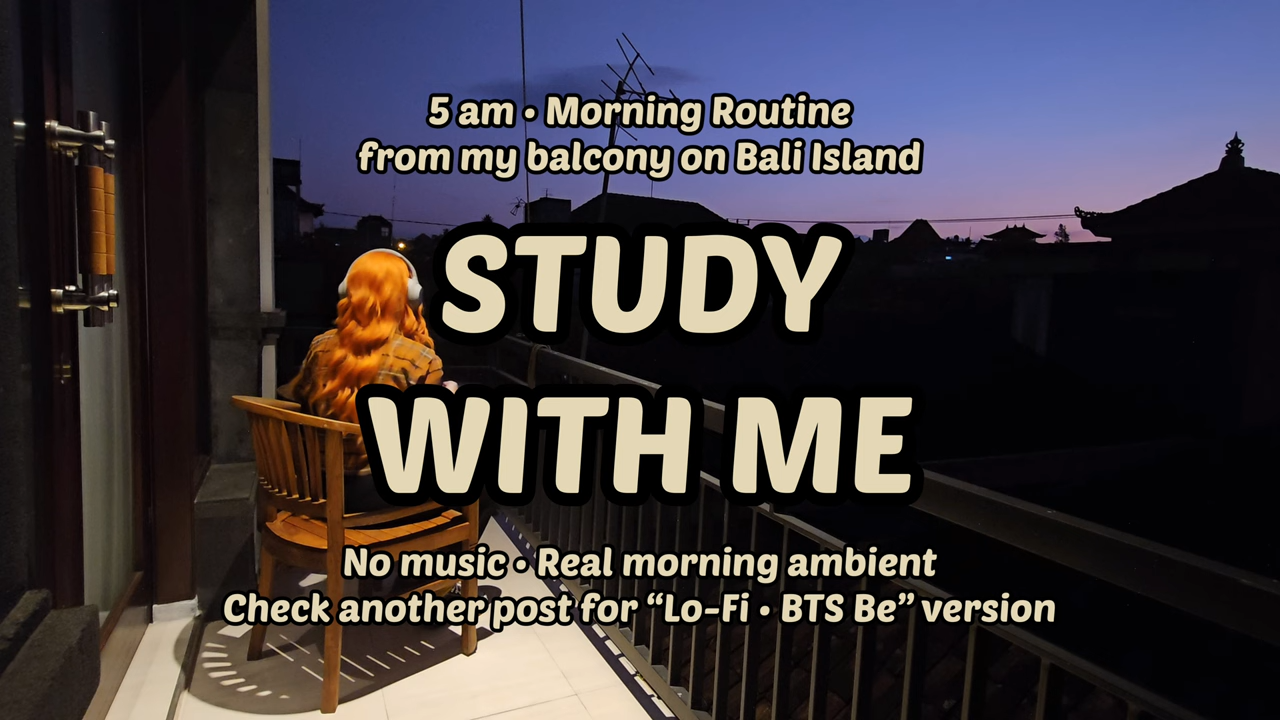 5 am • Morning Routine
from my balcony on Bali Island
STUDY
WITH ME
No music • Real morning ambient
Check another post for “Lo-Fi • BTS Be” version